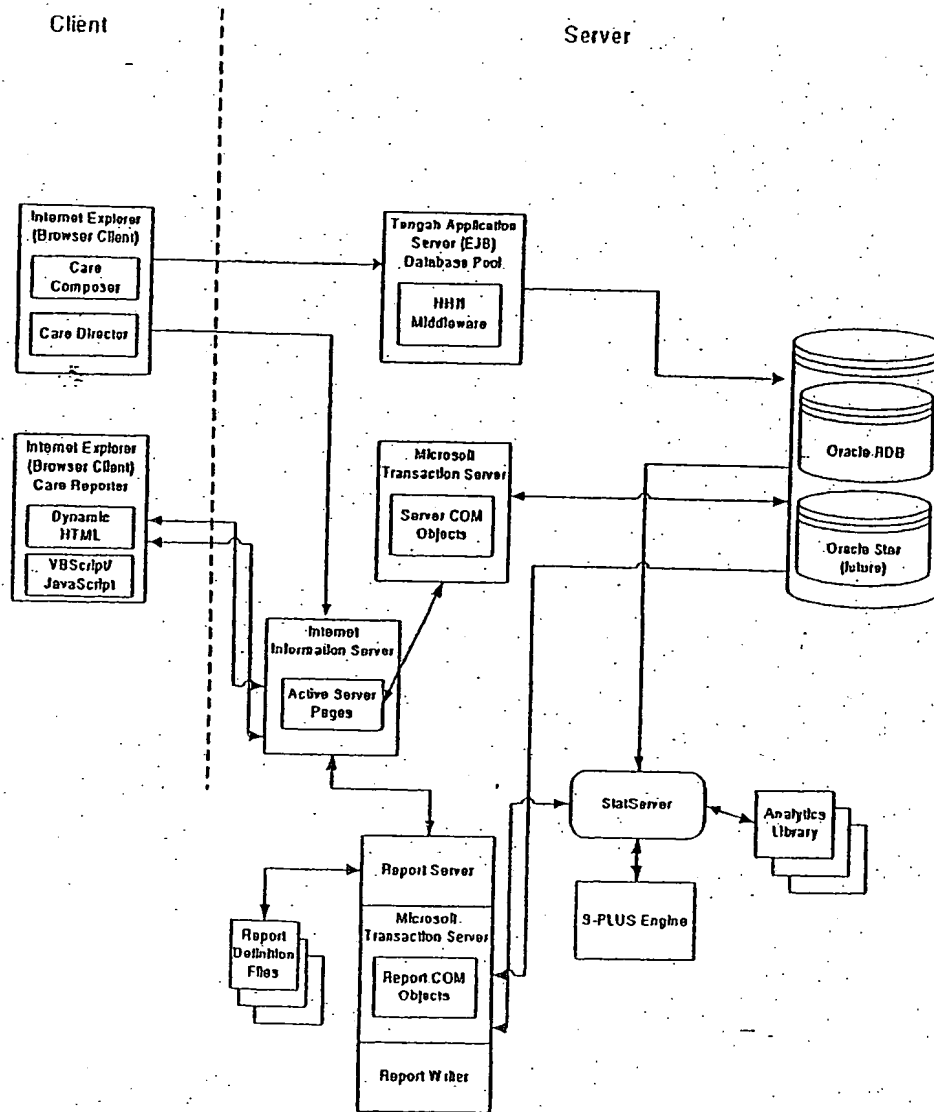 Client
Server
Internet Explorer
(Browser Client)
Care
Composer
Care Director
Tengah Application
Server (EJB)
Database Pool
HHN
Middleware
Oracle RDB
Oracle Star
(future)
Internet Explorer
(Browser Client)
Care Reporter
Dynamic
HTML
VBScript/
JavaScript
Microsoft
Transaction Server
Server COM
Objects
Internet
Information Server
Active Server
Pages
StatServer
Analytics
Library
S-PLUS Engine
Report
Definition
Files
Report Server
Microsoft
Transaction Server
Report COM
Objects
Report Writer